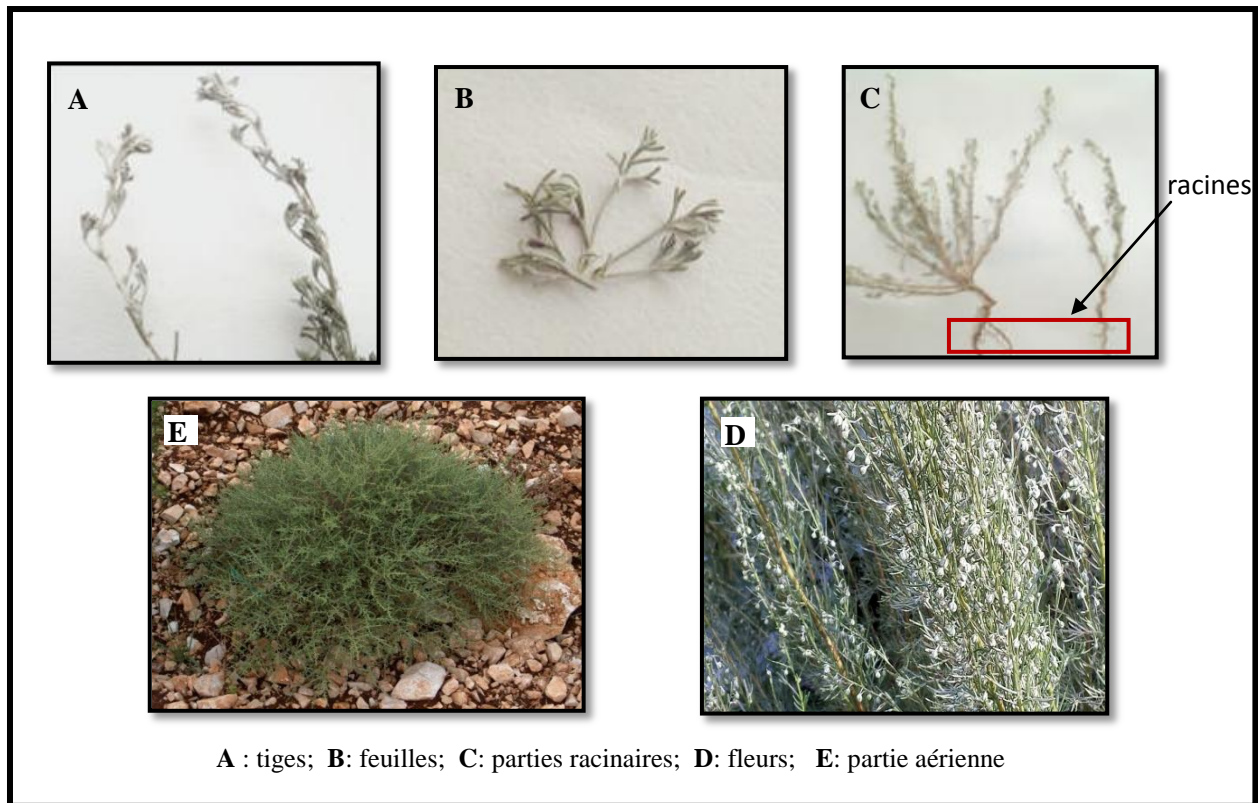 A
B
C
racines
E
D
A : tiges; B: feuilles; C: parties racinaires; D: fleurs; E: partie aérienne